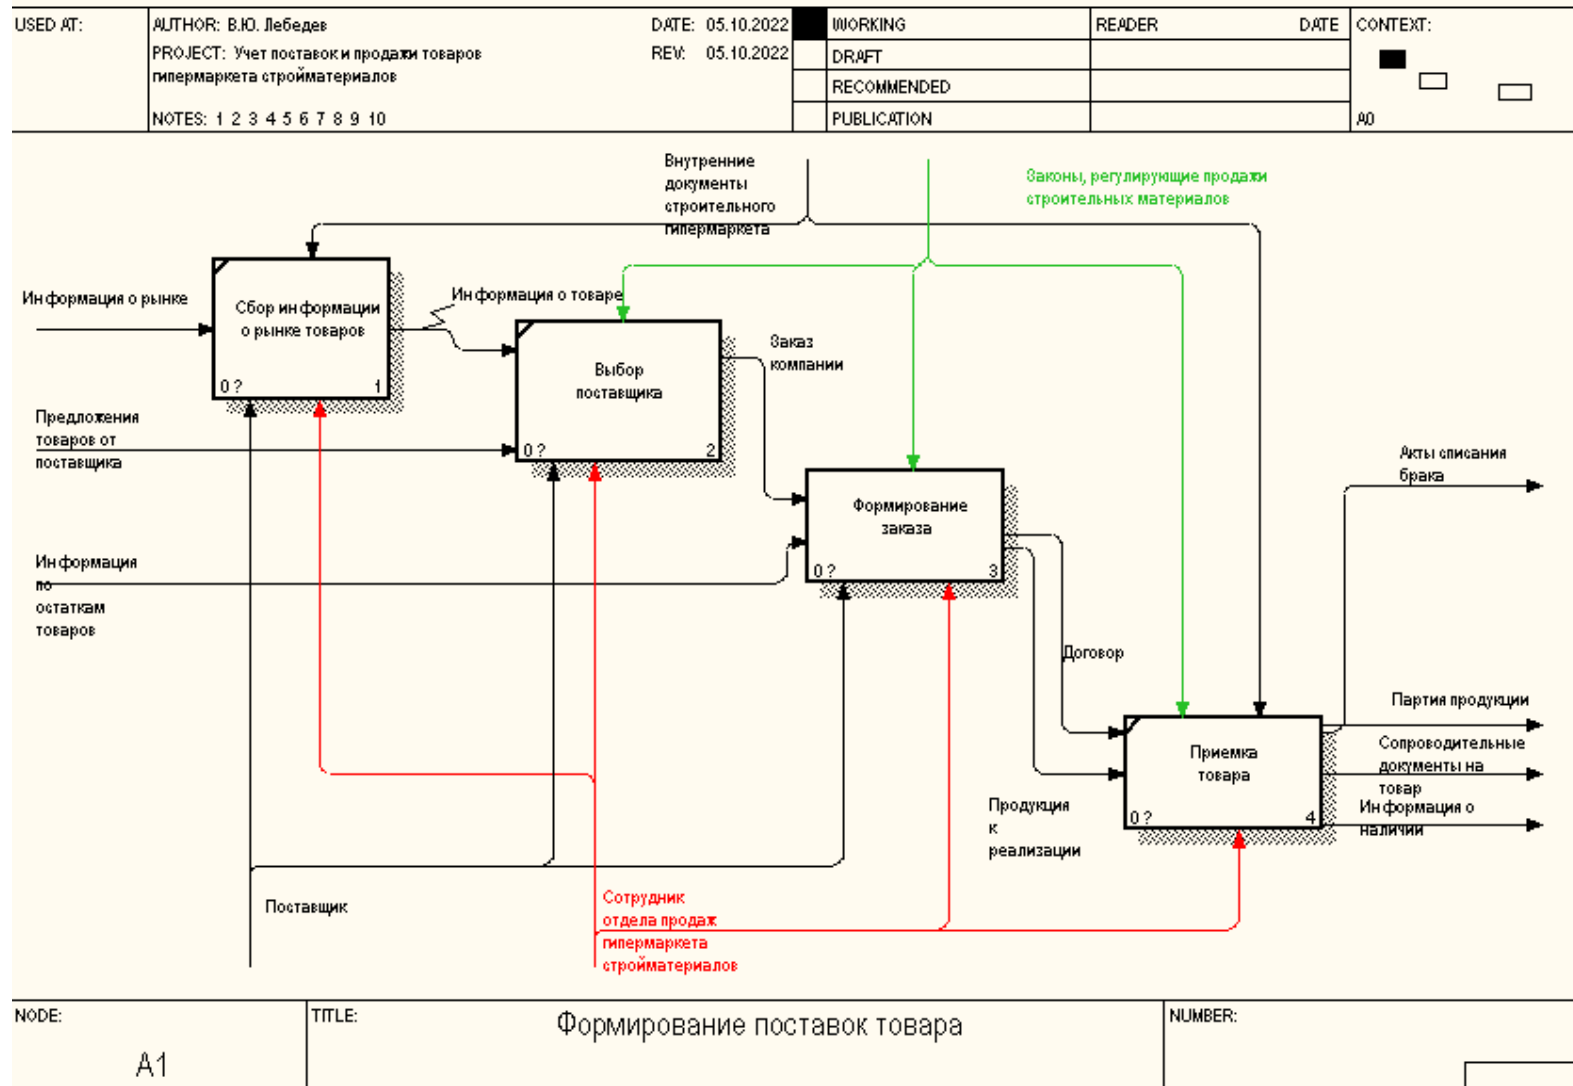 USED AT:
AUTHOR: В.Ю. Лебедев
DATE: 05.10.2022
PROJECT: Учет поставок и продажи товаров
гипермаркета стройматериалов
REV: 05.10.2022
NOTES: 1 2 3 4 5 6 7 8 9 10
WORKING
DRAFT
RECOMMENDED
PUBLICATION
READER
DATE
CONTEXT:
A0
Внутренние
документы
строительного
гипермаркета
Законы, регулирующие продажи
строительных материалов
Информация о рынке
Сбор информации
о рынке товаров
0 ?
1
Информация о товаре
Выбор
поставщика
0 ?
2
Заказ
компании
Предложения
товаров от
поставщика
Формирование
заказа
0 ?
3
Информация
по
остаткам
товаров
Акты списания
брака
Договор
Партия продукции
Приемка
товара
0 ?
4
Сопроводительные
документы на
товар
Информация о
наличии
Продукция
к
реализации
Поставщик
Сотрудник
отдела продаж
гипермаркета
стройматериалов
NODE:
A1
TITLE:
Формирование поставок товара
NUMBER: